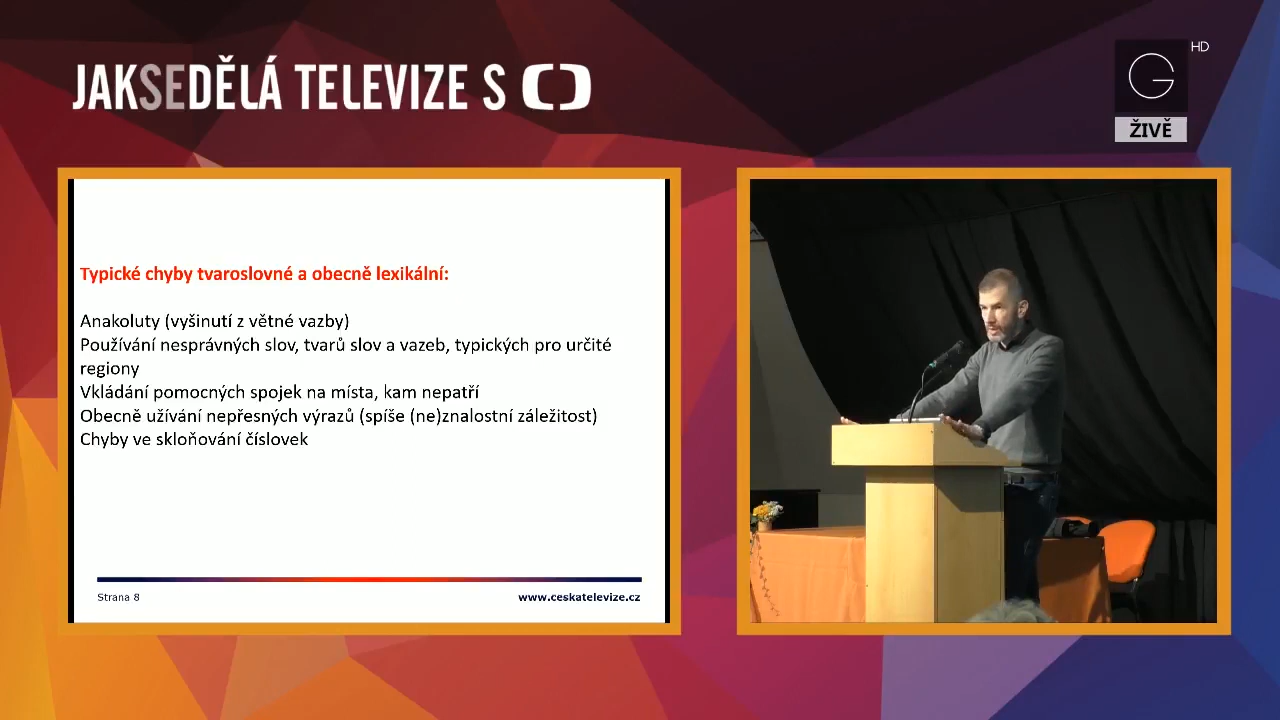 JAKSEDĚLÁ TELEVIZE S
HD
G
ŽIVĚ
Typické chyby tvaroslovné a obecně lexikální:
Anakoluty (vyšinutí z větné vazby)
Používání nesprávných slov, tvarů slov a vazeb, typických pro určité
regiony
Vkládání pomocných spojek na místa, kam nepatří
Obecně užívání nepřesných výrazů (spíše (ne)znalostní záležitost)
Chyby ve skloňování číslovek
Strana 8
www.ceskatelevize.cz